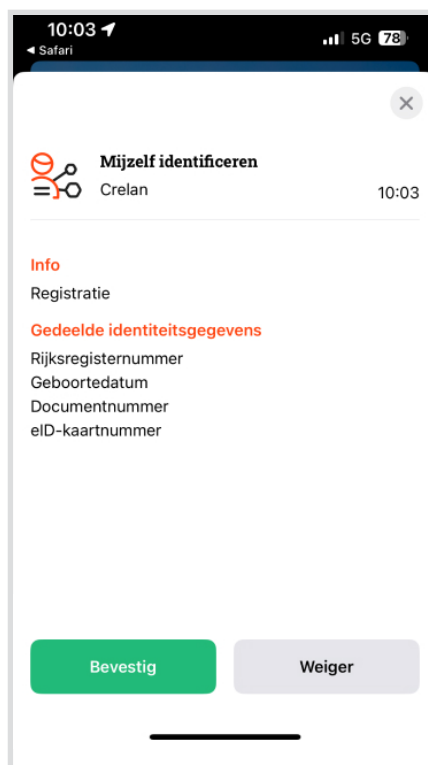 10:03
5G 78
◀ Safari
Mijzelf identificeren
Crelan
10:03
Info
Registratie
Gedeelde identiteitsgegevens
Rijksregisternummer
Geboortedatum
Documentnummer
eID-kaartnummer
Bevestig
Weiger